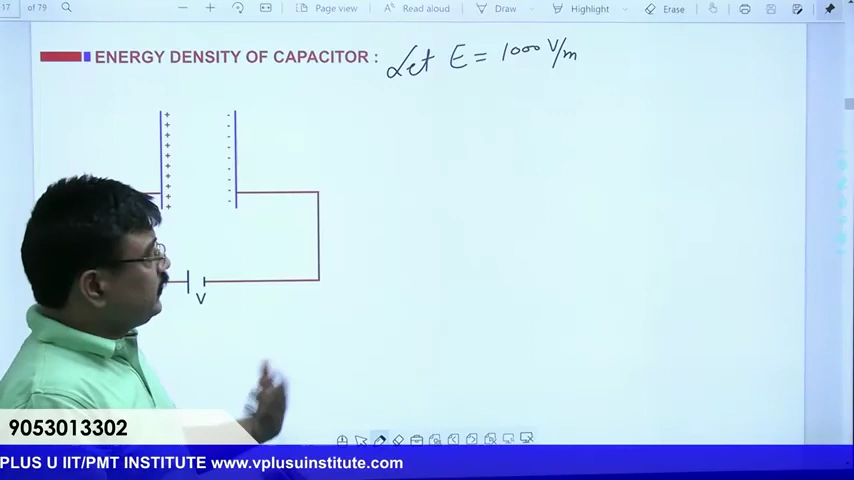 17 of 79 Page view Read aloud Draw Highlight Erase
ENERGY DENSITY OF CAPACITOR : Let E = 1000 V/m
+ -
+ -
+ -
+ -
+ -
+ -
+ -
+ -
+ -
+
V
9053013302
PLUS U IIT/PMT INSTITUTE www.vplusuinstitute.com